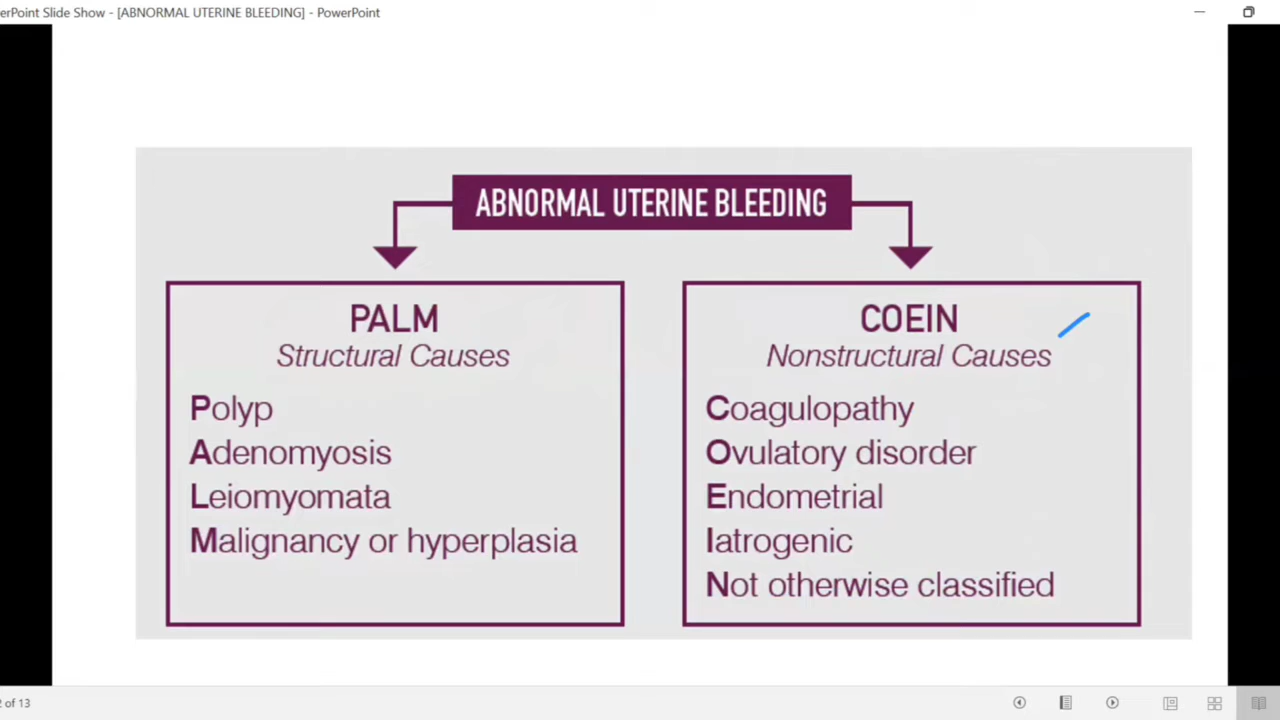 erPoint Slide Show - [ABNORMAL UTERINE BLEEDING] - PowerPoint
ABNORMAL UTERINE BLEEDING
PALM
Structural Causes
Polyp
Adenomyosis
Leiomyomata
Malignancy or hyperplasia
COEIN
Nonstructural Causes
Coagulopathy
Ovulatory disorder
Endometrial
Iatrogenic
Not otherwise classified
of 13